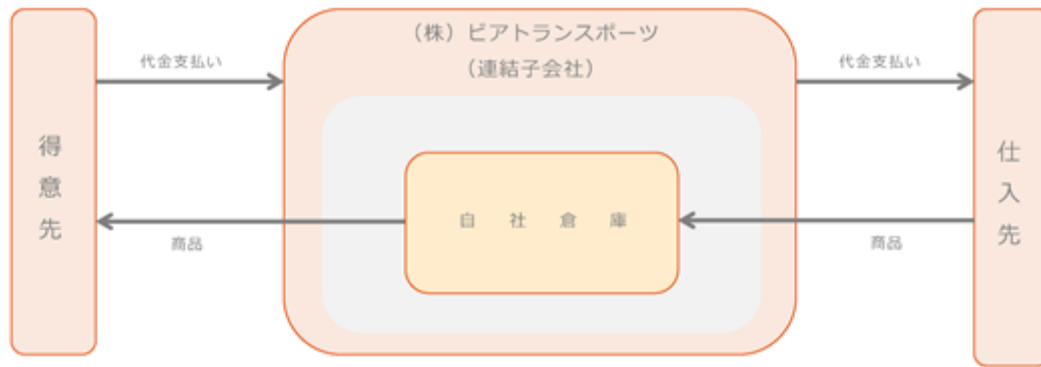 （株）ビアトランスポーツ
（連結子会社）
代金支払い
代金支払い
得意先
自社倉庫
仕入先
商品
商品